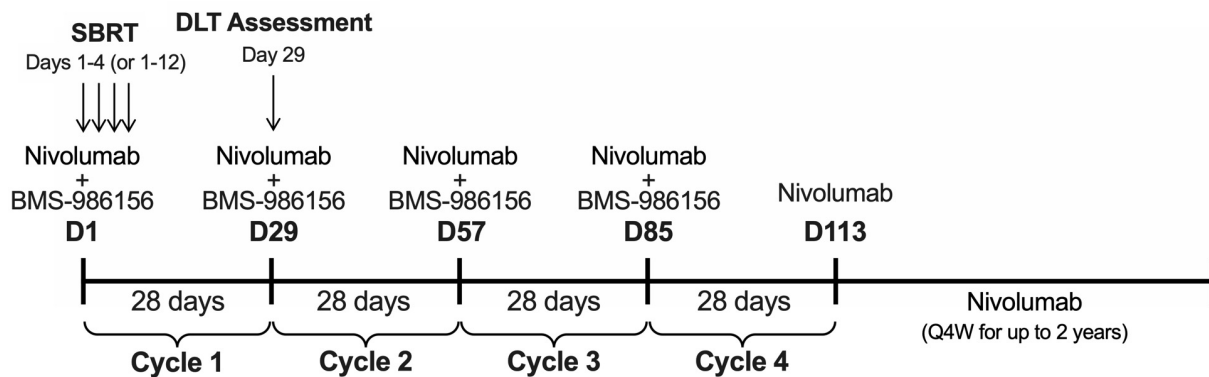 SBRT
Days 1-4 (or 1-12)
DLT Assessment
Day 29
Nivolumab
+
BMS-986156
D1
Nivolumab
+
BMS-986156
D29
Nivolumab
+
BMS-986156
D57
Nivolumab
+
BMS-986156
D85
Nivolumab
D113
28 days
28 days
28 days
28 days
Nivolumab
(Q4W for up to 2 years)
Cycle 1
Cycle 2
Cycle 3
Cycle 4